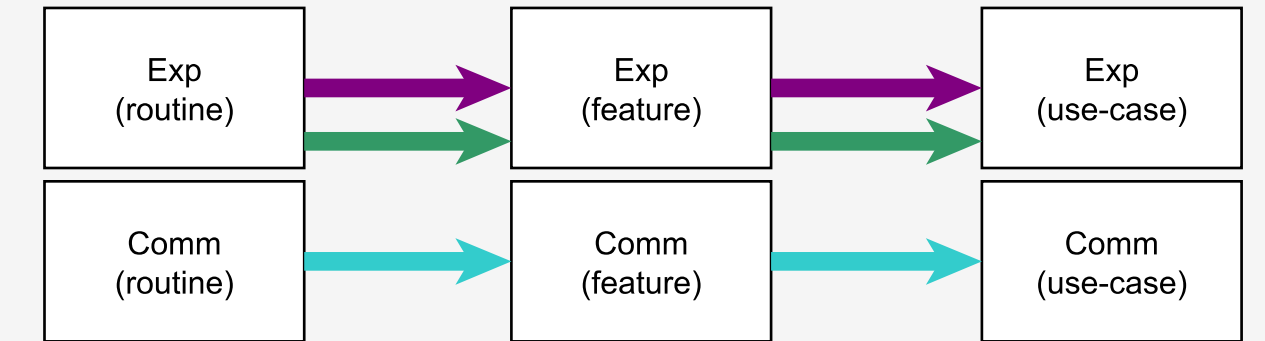 Exp
(routine)
Exp
(feature)
Exp
(use-case)
Comm
(routine)
Comm
(feature)
Comm
(use-case)